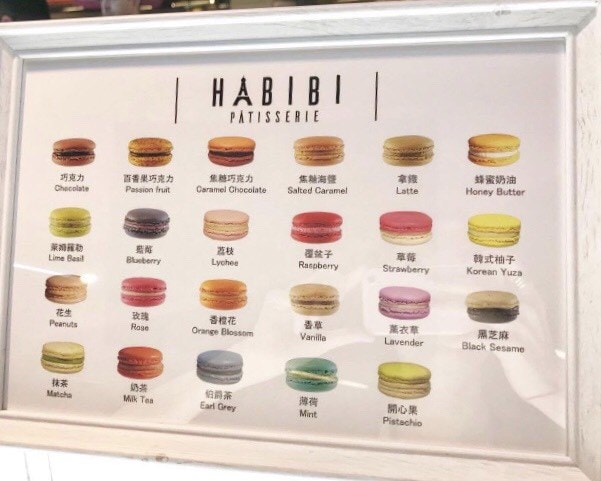 HABIBI
PÂTISSERIE
巧克力
Chocolate
百香果巧克力
Passion fruit
焦糖巧克力
Caramel Chocolate
焦糖海鹽
Salted Caramel
拿鐵
Latte
蜂蜜奶油
Honey Butter
萊姆羅勒
Lime Basil
藍莓
Blueberry
荔枝
Lychee
覆盆子
Raspberry
草莓
Strawberry
韓式柚子
Korean Yuza
花生
Peanuts
玫瑰
Rose
香橙花
Orange Blossom
香草
Vanilla
薰衣草
Lavender
黑芝麻
Black Sesame
抹茶
Matcha
奶茶
Milk Tea
伯爵茶
Earl Grey
薄荷
Mint
開心果
Pistachio